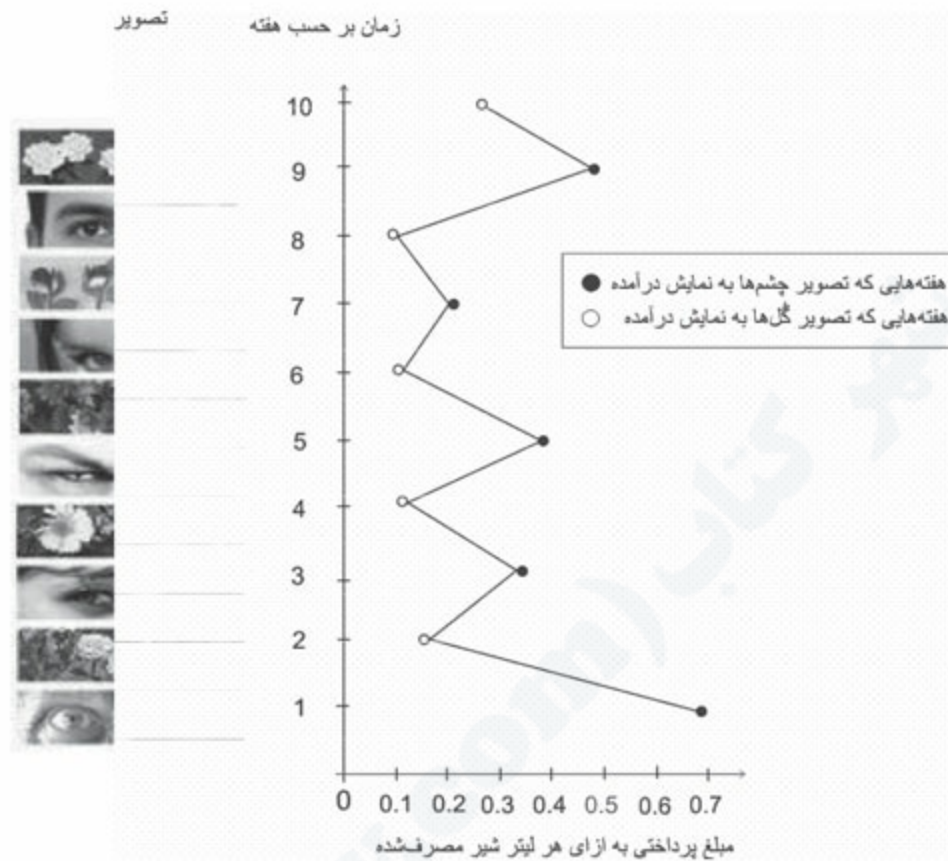 تصویر
زمان بر حسب هفته
10
9
8
7
6
5
4
3
2
1
هفته‌هایی که تصویر چشم‌ها به نمایش درآمده
هفته‌هایی که تصویر گل‌ها به نمایش درآمده
0 0.1 0.2 0.3 0.4 0.5 0.6 0.7
مبلغ پرداختی به ازای هر لیتر شیر مصرف‌شده